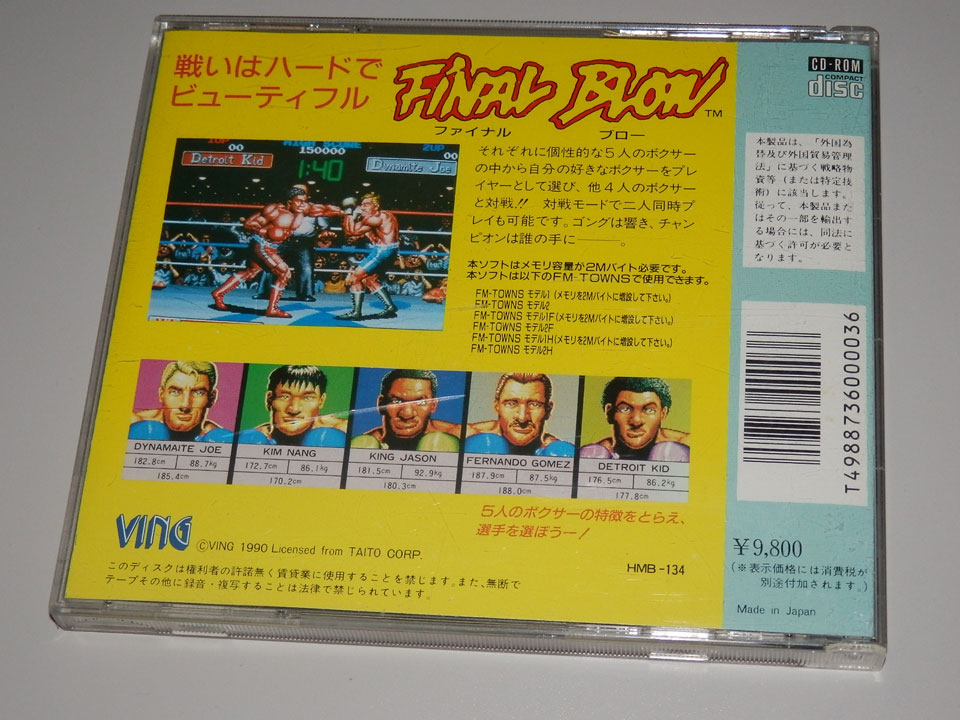 戦いはハードで
ビューティフル
FINAL BLOW ™
ファイナル ブロー
CD-ROM
COMPACT
disc
1UP
00
150000
2UP
00
Detroit Kid
1:40
Dynamite Joe
それぞれに個性的な5人のボクサー
の中から自分の好きなボクサーをプレ
イヤーとして選び、他4人のボクサー
と対戦!! 対戦モードで二人同時プ
レイも可能です。ゴングは響き、チャン
ピオンは誰の手に———。
本ソフトはメモリ容量が2Mバイト必要です。
本ソフトは以下のFM-TOWNSで使用できます。
FM-TOWNS モデル1 (メモリを2Mバイトに増設して下さい。)
FM-TOWNS モデル2
FM-TOWNS モデル1F(メモリを2Mバイトに増設して下さい。)
FM-TOWNS モデル2F
FM-TOWNS モデル1H(メモリを2Mバイトに増設して下さい。)
FM-TOWNS モデル2H
本製品は、「外国為
替及び外国貿易管理
法」に基づく戦略物
資等(または特定技
術)に該当します。
従って、本製品また
はその一部を輸出す
る場合には、同法に
基づく許可が必要と
なります。
T4988736000036
DYNAMAITE JOE
182.8cm 88.7kg
185.4cm
KIM NANG
172.7cm 86.1kg
170.2cm
KING JASON
181.5cm 92.9kg
180.3cm
FERNANDO GOMEZ
187.9cm 87.5kg
188.0cm
DETROIT KID
176.5cm 86.2kg
177.8cm
5人のボクサーの特徴をとらえ、
選手を選ぼうー!
VING
©VING 1990 Licensed from TAITO CORP.
このディスクは権利者の許諾無く賃貸業に使用することを禁じます。また、無断で
テープその他に録音・複写することは法律で禁じられています。
HMB-134
¥9,800
(※表示価格には消費税が
別途付加されます。)
Made in Japan